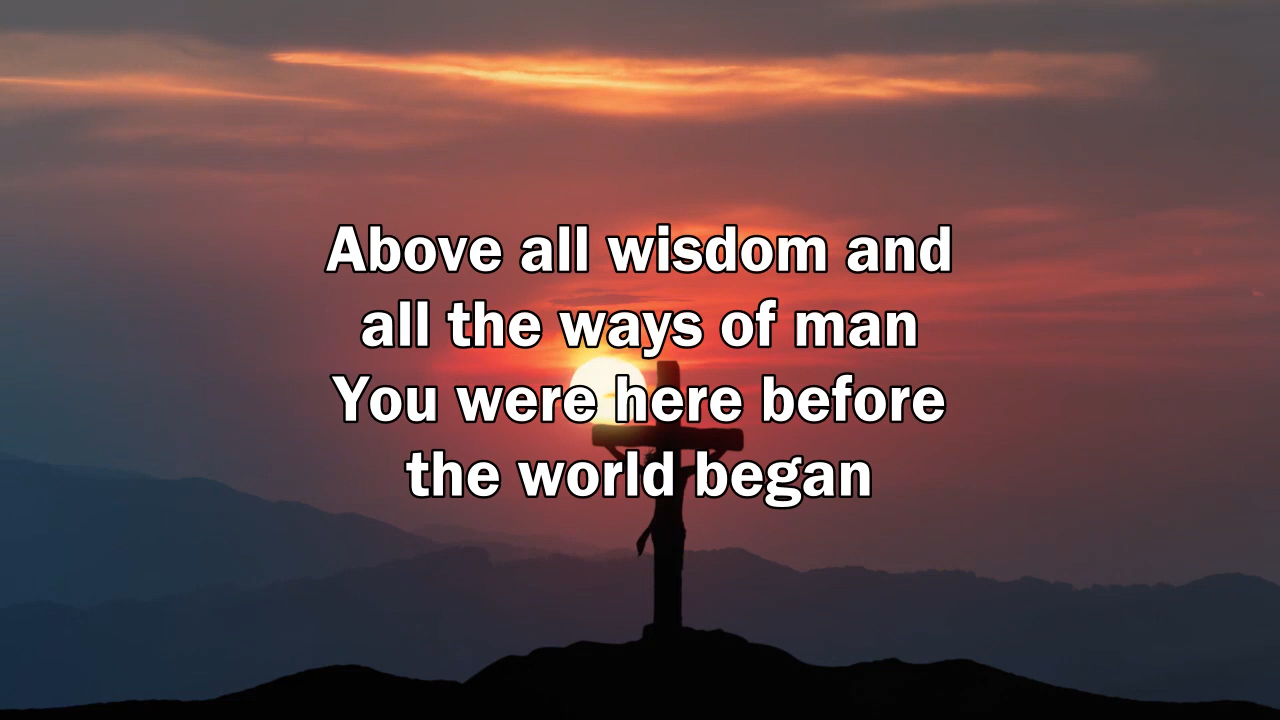 Above all wisdom and
all the ways of man
You were here before
the world began